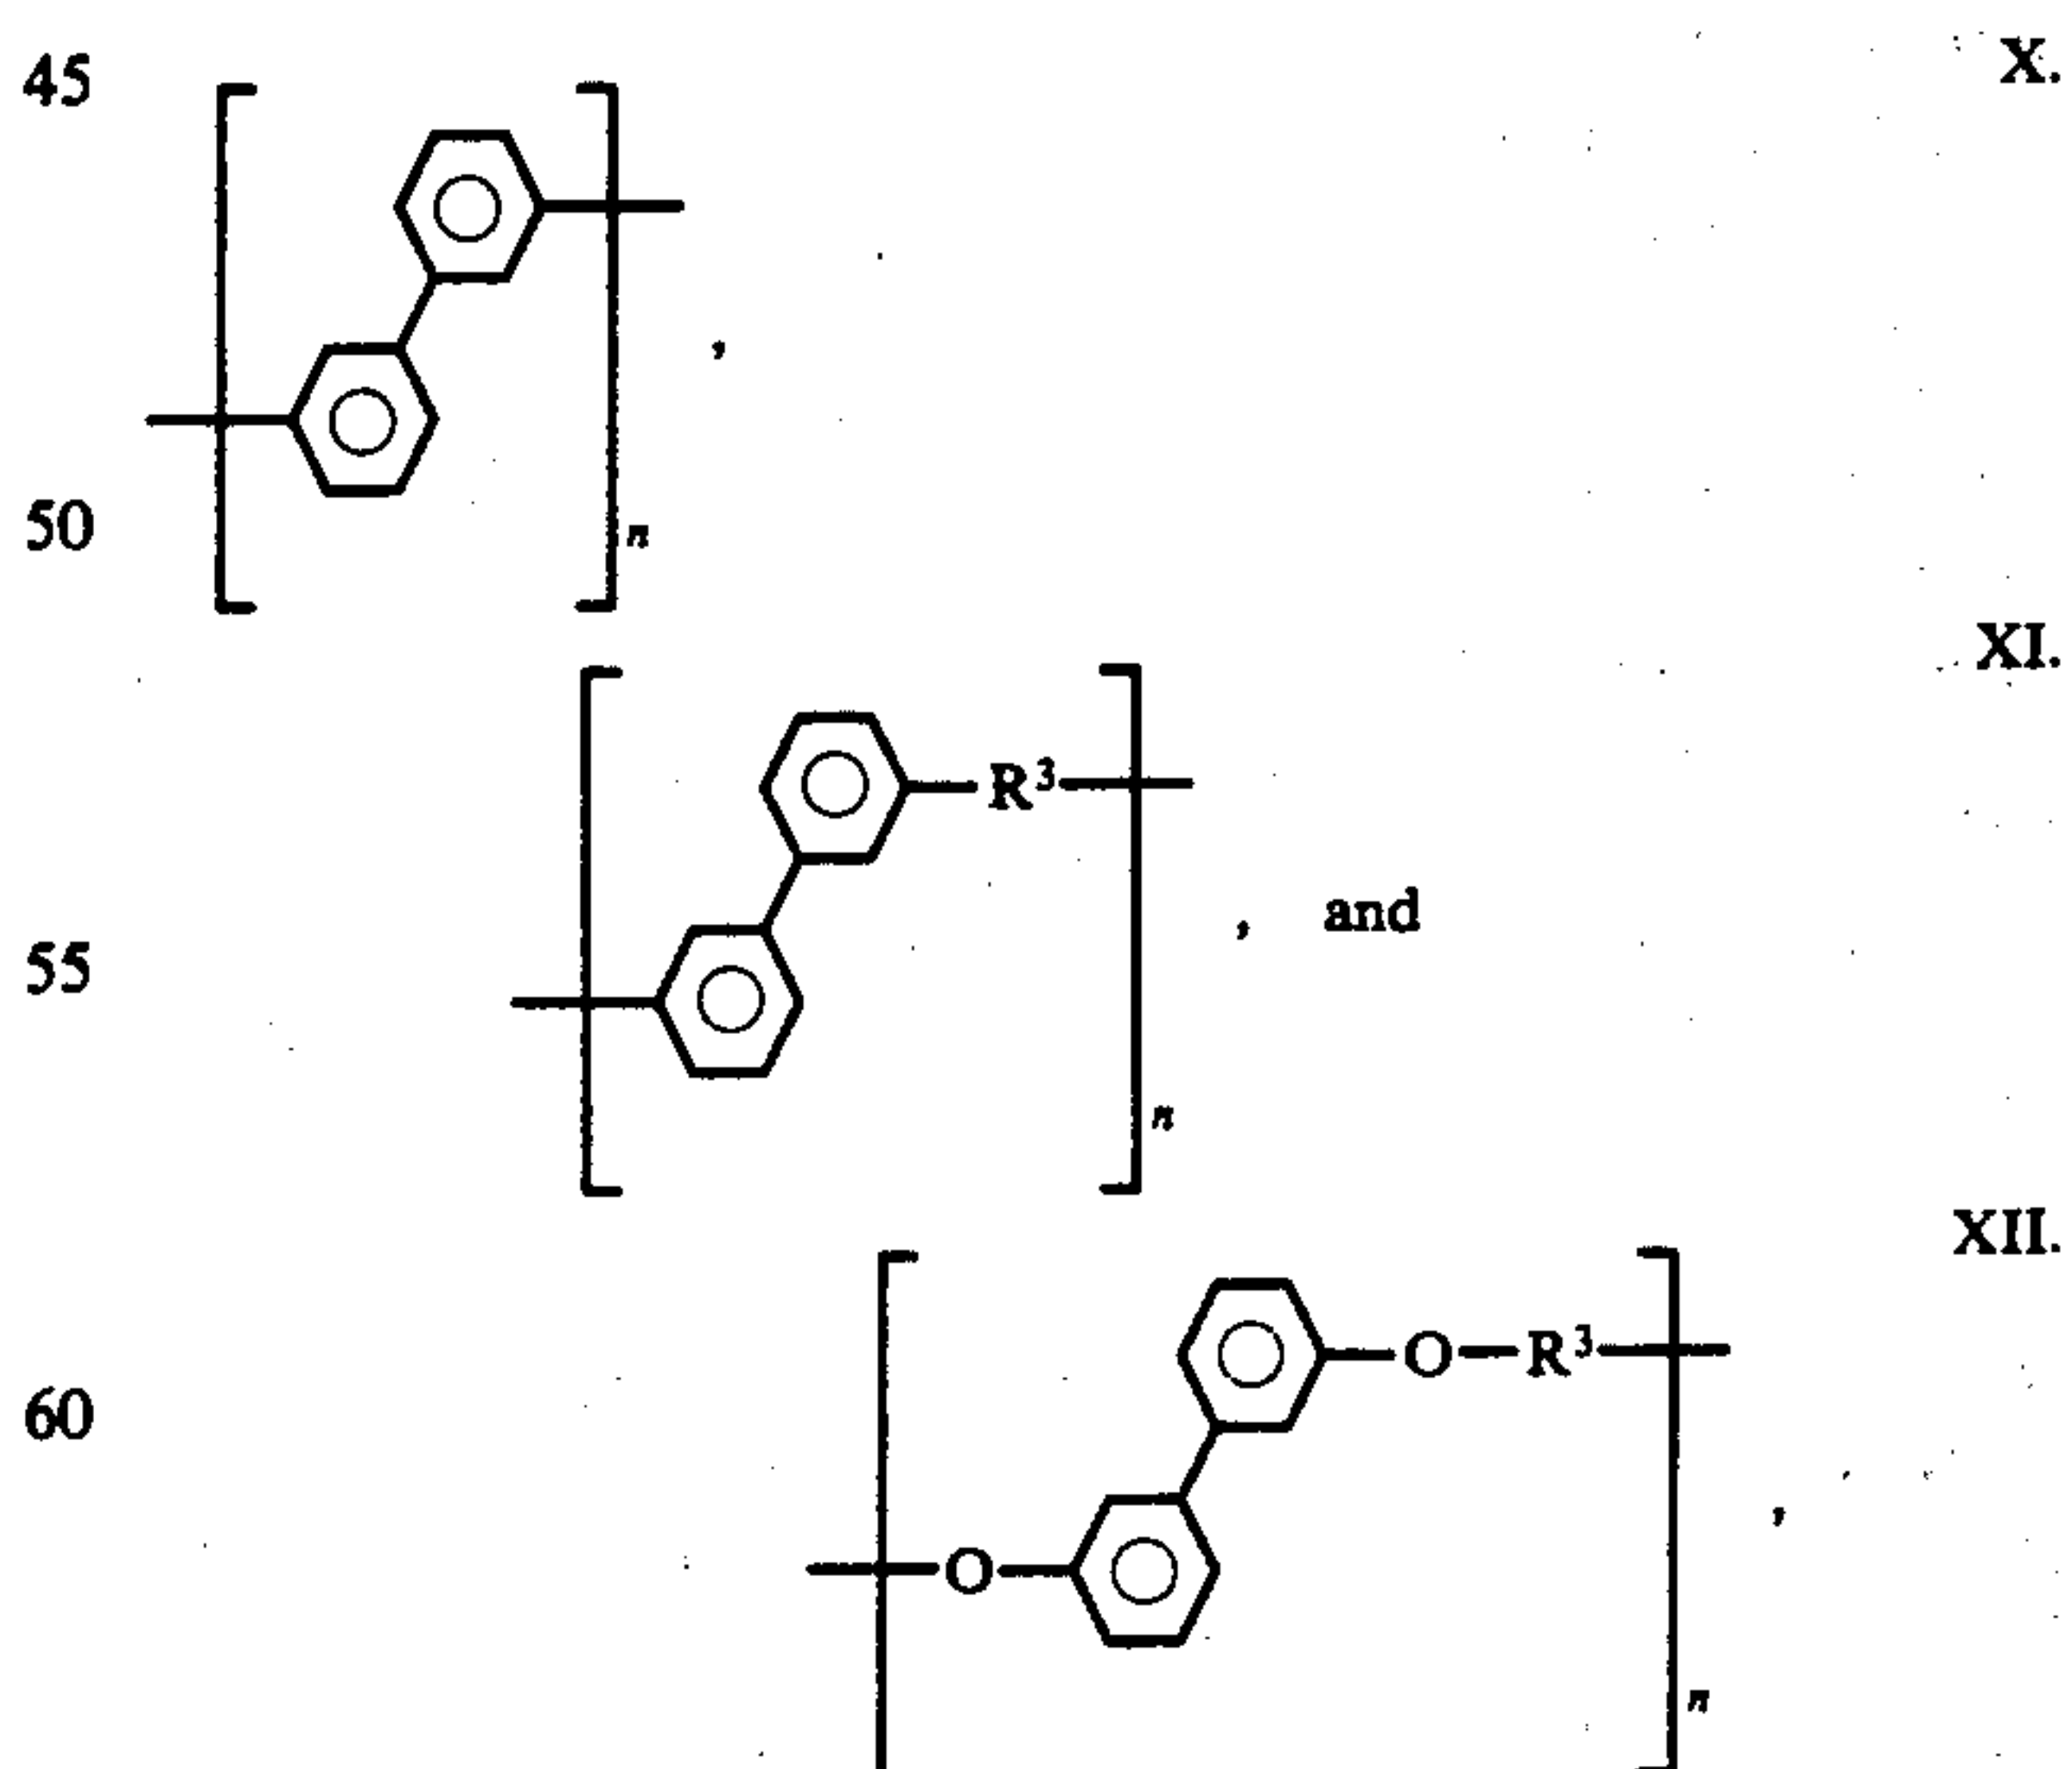 45 X.
,
50 n
XI.
R³
55 , and
n
XII.
O—R³
60
,
O
n